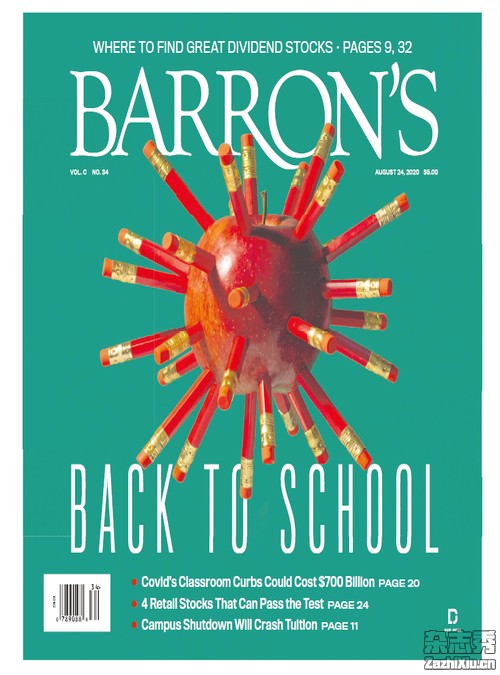 WHERE TO FIND GREAT DIVIDEND STOCKS · PAGES 9, 32
BARRON'S
VOL. C NO. 34
AUGUST 24, 2020 $5.00
BACK TO SCHOOL
Covid's Classroom Curbs Could Cost $700 Billion PAGE 20
4 Retail Stocks That Can Pass the Test PAGE 24
Campus Shutdown Will Crash Tuition PAGE 11
34>
D
杂志秀
ZaZhiXiu.cn